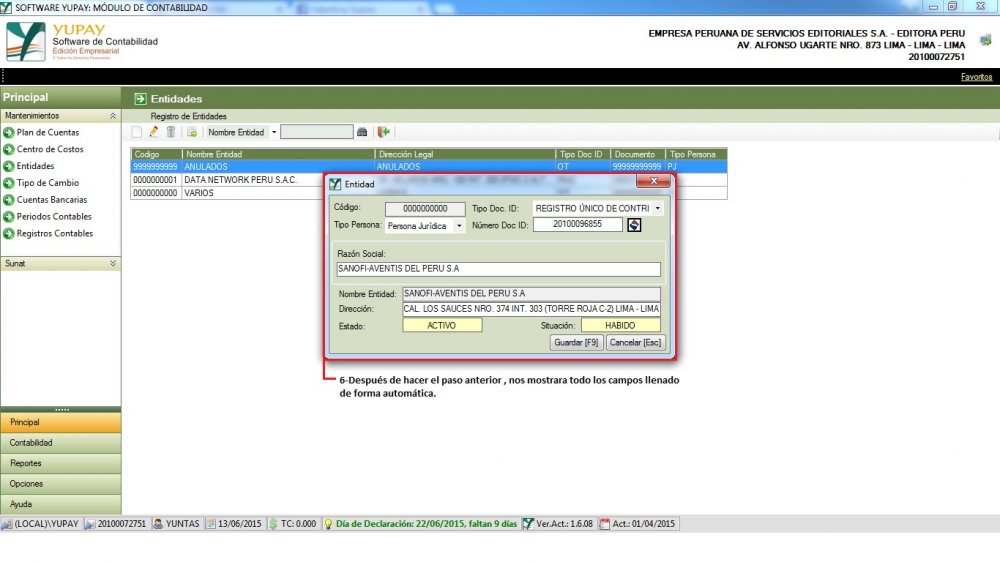 SOFTWARE YUPAY: MÓDULO DE CONTABILIDAD
YUPAY
Software de Contabilidad
Edición Empresarial
© Todos los Derechos Reservados
EMPRESA PERUANA DE SERVICIOS EDITORIALES S.A. - EDITORA PERU
AV. ALFONSO UGARTE NRO. 873 LIMA - LIMA - LIMA
20100072751
Favoritos
Principal
Entidades
Mantenimientos
Registro de Entidades
Nombre Entidad
Plan de Cuentas
Centro de Costos
Entidades
Tipo de Cambio
Cuentas Bancarias
Periodos Contables
Registros Contables
Sunat
Codigo Nombre Entidad Dirección Legal Tipo Doc ID Documento Tipo Persona
9999999999 ANULADOS ANULADOS OT 99999999999 PJ
0000000001 DATA NETWORK PERU S.A.C.
0000000000 VARIOS
Entidad
Código: 0000000000 Tipo Doc. ID: REGISTRO ÚNICO DE CONTRI
Tipo Persona: Persona Jurídica Número Doc ID: 20100096855
Razón Social:
SANOFI-AVENTIS DEL PERU S.A
Nombre Entidad: SANOFI-AVENTIS DEL PERU S.A
Dirección: CAL. LOS SAUCES NRO. 374 INT. 303 (TORRE ROJA C-2) LIMA - LIMA
Estado: ACTIVO Situación: HABIDO
Guardar [F9] Cancelar [Esc]
6-Después de hacer el paso anterior , nos mostrara todo los campos llenado
de forma automática.
Principal
Contabilidad
Reportes
Opciones
Ayuda
(LOCAL)\YUPAY 20100072751 YUNTAS 13/06/2015 TC: 0.000 Día de Declaración: 22/06/2015, faltan 9 días Ver.Act.: 1.6.08 Act.: 01/04/2015